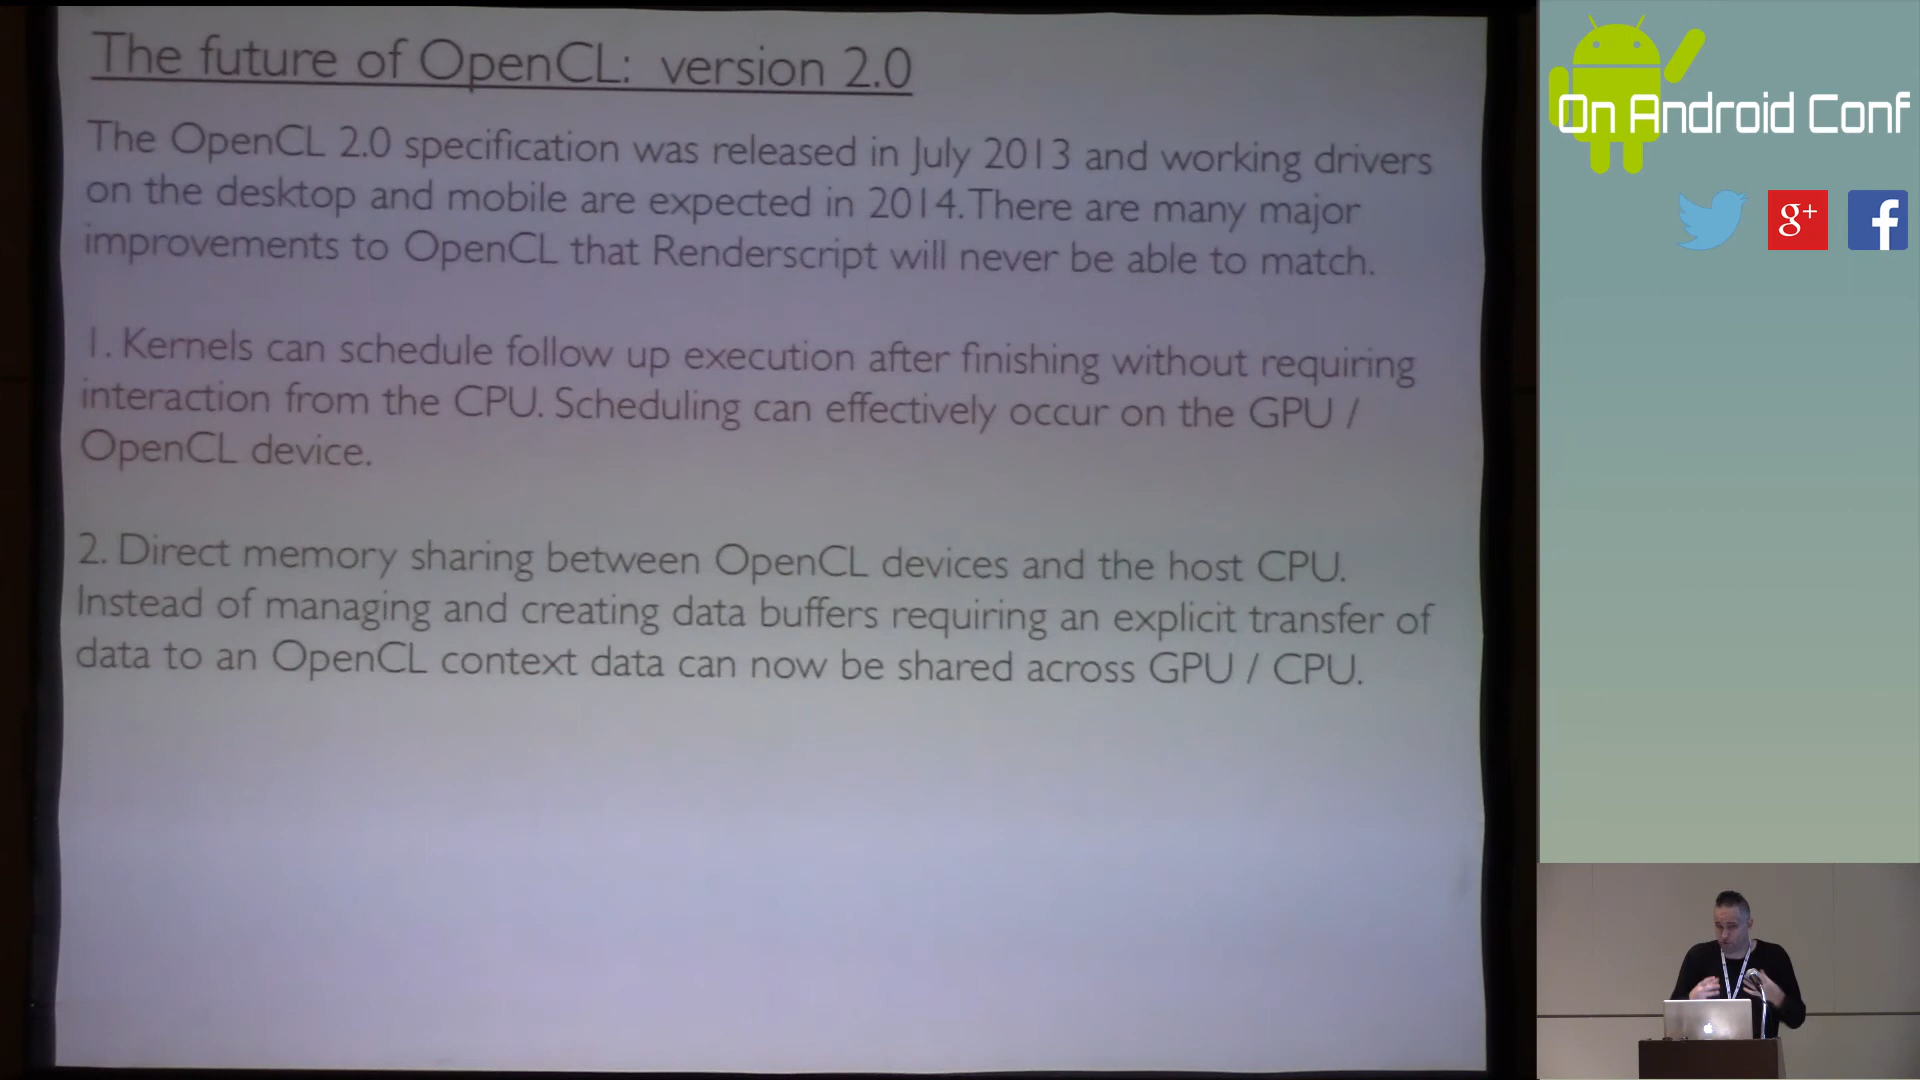 The future of OpenCL: version 2.0
The OpenCL 2.0 specification was released in July 2013 and working drivers
on the desktop and mobile are expected in 2014. There are many major
improvements to OpenCL that Renderscript will never be able to match.
1. Kernels can schedule follow up execution after finishing without requiring
interaction from the CPU. Scheduling can effectively occur on the GPU /
OpenCL device.
2. Direct memory sharing between OpenCL devices and the host CPU.
Instead of managing and creating data buffers requiring an explicit transfer of
data to an OpenCL context data can now be shared across GPU / CPU.
On Android Conf
g+
f